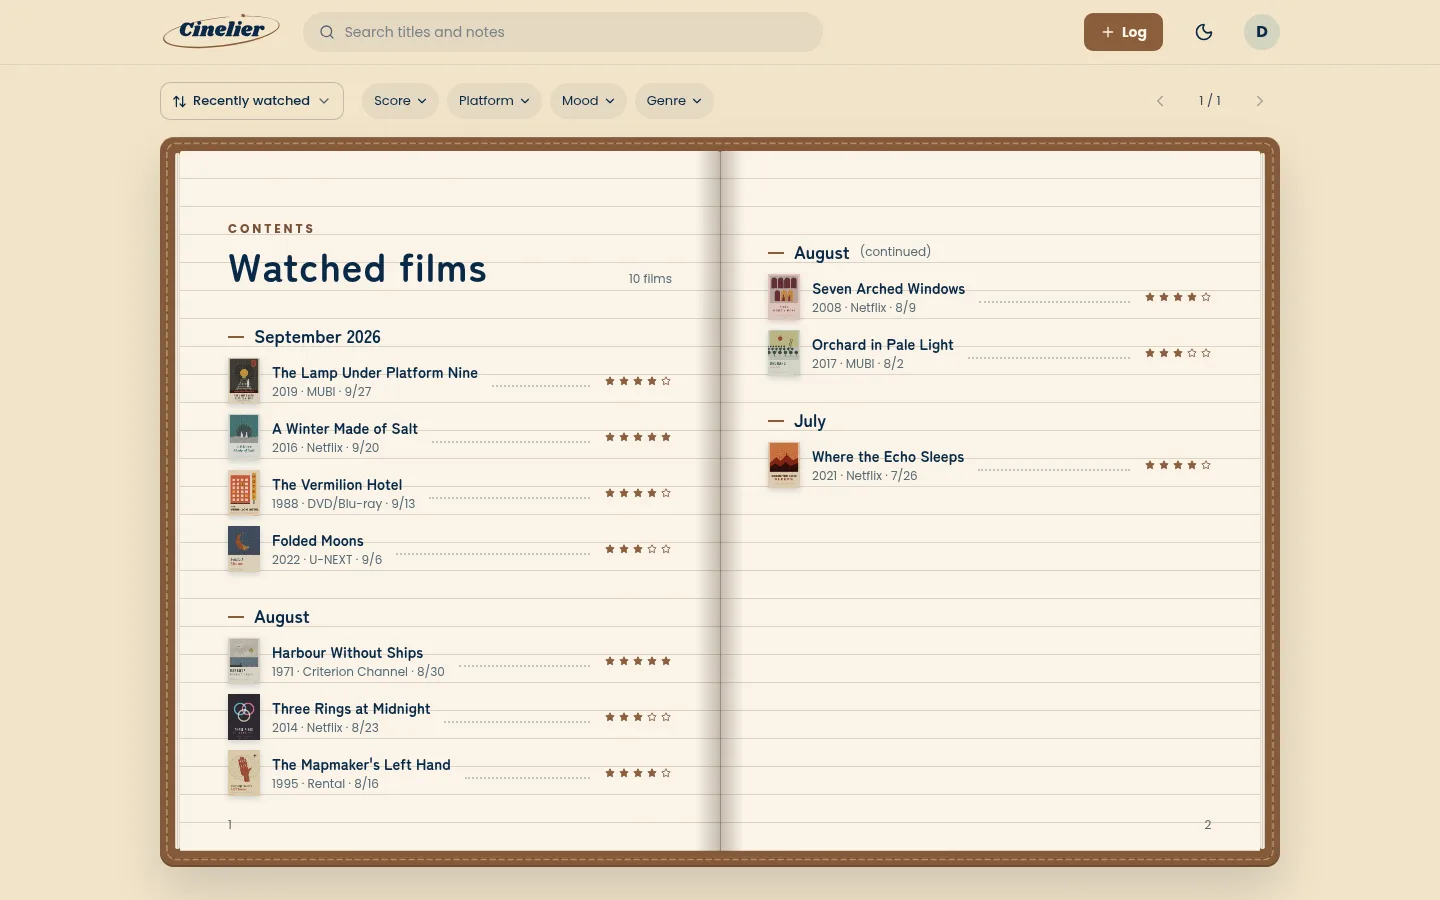 Cinelier
Search titles and notes
+ Log
D
Recently watched
Score
Platform
Mood
Genre
1 / 1
CONTENTS
Watched films
10 films
September 2026
The Lamp Under Platform Nine
2019 · MUBI · 9/27
A Winter Made of Salt
2016 · Netflix · 9/20
The Vermilion Hotel
1988 · DVD/Blu-ray · 9/13
Folded Moons
2022 · U-NEXT · 9/6
August
Harbour Without Ships
1971 · Criterion Channel · 8/30
Three Rings at Midnight
2014 · Netflix · 8/23
The Mapmaker's Left Hand
1995 · Rental · 8/16
1
August (continued)
Seven Arched Windows
2008 · Netflix · 8/9
Orchard in Pale Light
2017 · MUBI · 8/2
July
Where the Echo Sleeps
2021 · Netflix · 7/26
2